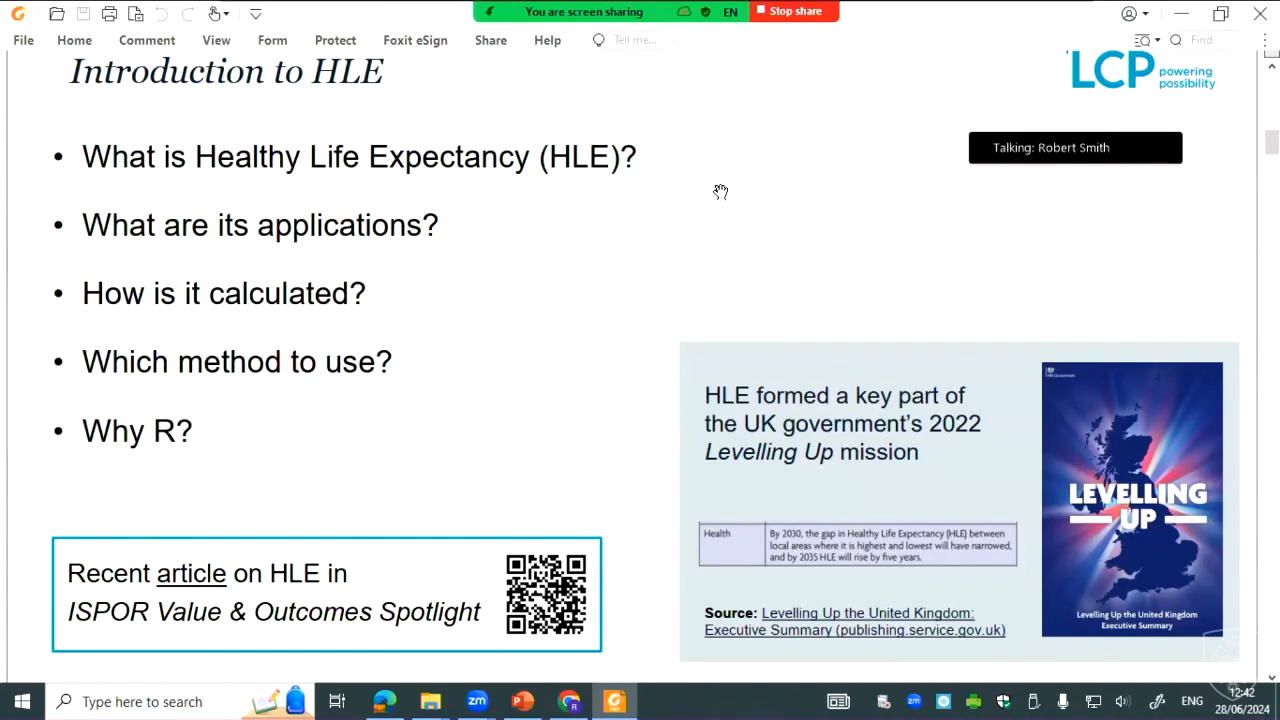 You are screen sharing
EN
Stop share
File
Home
Comment
View
Form
Protect
Foxit eSign
Share
Help
Tell me...
Find
Introduction to HLE
LCP powering
possibility
Talking: Robert Smith
• What is Healthy Life Expectancy (HLE)?
• What are its applications?
• How is it calculated?
• Which method to use?
• Why R?
HLE formed a key part of
the UK government's 2022
Levelling Up mission
Health
By 2030, the gap in Healthy Life Expectancy (HLE) between
local areas where it is highest and lowest will have narrowed,
and by 2035 HLE will rise by five years.
Source: Levelling Up the United Kingdom:
Executive Summary (publishing.service.gov.uk)
HM Government
LEVELLING
UP
Levelling Up the United Kingdom
Executive Summary
Recent article on HLE in
ISPOR Value & Outcomes Spotlight
Type here to search
zm
zm
ENG
12:42
28/06/2024